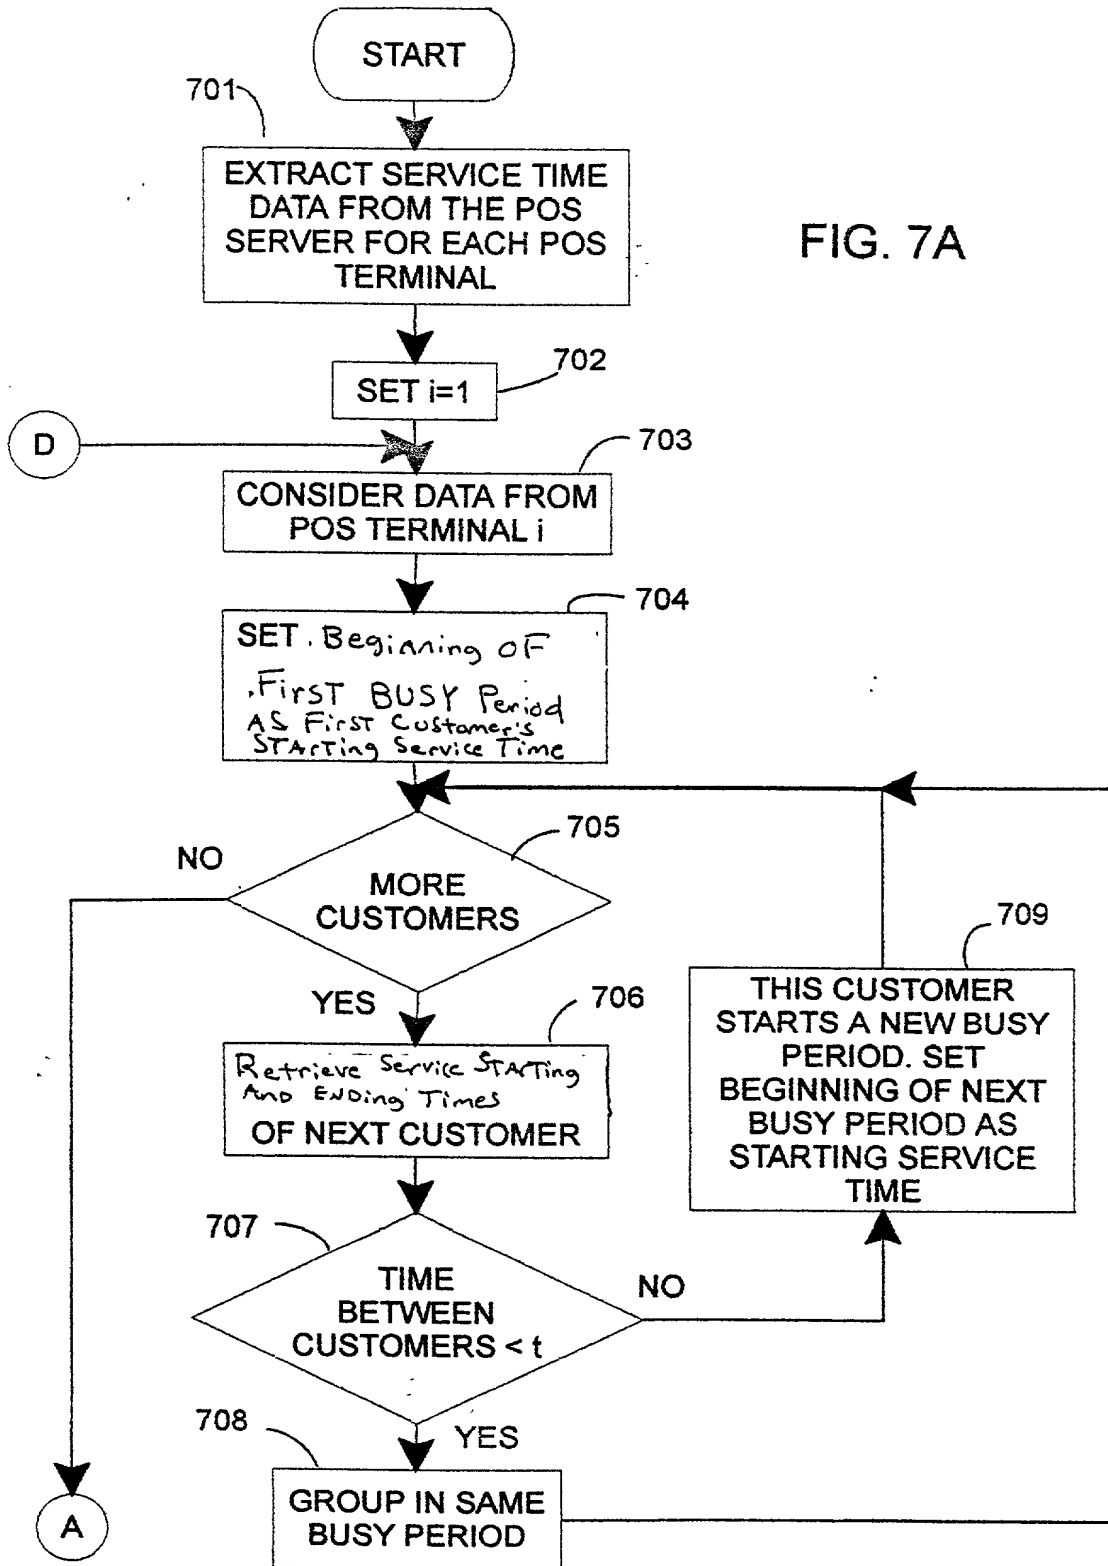 START
701
EXTRACT SERVICE TIME
DATA FROM THE POS
SERVER FOR EACH POS
TERMINAL
FIG. 7A
702
SET i=1
D
703
CONSIDER DATA FROM
POS TERMINAL i
704
SET Beginning OF
First BUSY Period
AS First Customer's
STArTing Service Time
705
NO
MORE
CUSTOMERS
YES
706
Retrieve Service STArTing
And ENDing Times
OF NEXT CUSTOMER
709
THIS CUSTOMER
STARTS A NEW BUSY
PERIOD. SET
BEGINNING OF NEXT
BUSY PERIOD AS
STARTING SERVICE
TIME
707
TIME
BETWEEN
CUSTOMERS < t
NO
YES
708
GROUP IN SAME
BUSY PERIOD
A